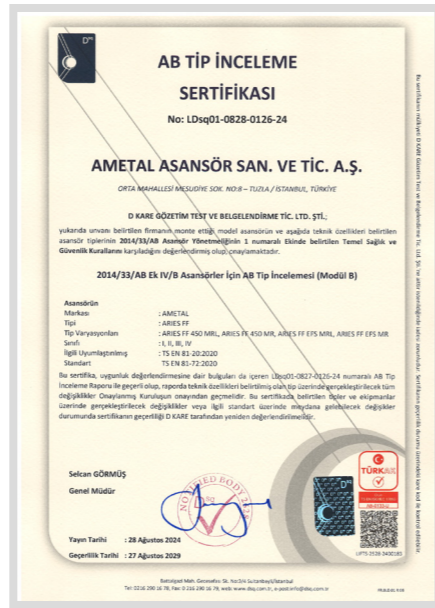 AB TİP İNCELEME
SERTİFİKASI
No: LDsq01-0828-0126-24
AMETAL ASANSÖR SAN. VE TİC. A.Ş.
ORTA MAHALLESİ MESUDİYE SOK. NO:8 – TUZLA / İSTANBUL, TÜRKİYE
D KARE GÖZETİM TEST VE BELGELENDİRME TİC. LTD. ŞTİ.;
yukarıda unvanı belirtilen firmanın monte ettiği model asansörün ve aşağıda teknik özellikleri belirtilen
asansör tiplerinin 2014/33/AB Asansör Yönetmeliğinin 1 numaralı Ekinde belirtilen Temel Sağlık ve
Güvenlik Kurallarını karşıladığını değerlendirmiş olup, onaylamaktadır.
2014/33/AB Ek IV/B Asansörler İçin AB Tip İncelemesi (Modül B)
Asansörün
Markası : AMETAL
Tipi : ARIES FF
Tip Varyasyonları : ARIES FF 450 MRL, ARIES FF 450 MR, ARIES FF EFS MRL, ARIES FF EFS MR
Sınıfı : I, II, III, IV
İlgili Uyumlaştırılmış : TS EN 81-20:2020
Standart TS EN 81-72:2020
Bu sertifika, uygunluk değerlendirmesine dair bulguları da içeren LDsq01-0827-0126-24 numaralı AB Tip
İnceleme Raporu ile geçerli olup, raporda teknik özellikleri belirtilmiş olan tip üzerinde gerçekleştirilecek tüm
değişiklikler Onaylanmış Kuruluşun onayından geçmelidir. Bu sertifikada belirtilen tipler ve ekipmanlar
üzerinde gerçekleştirilecek değişiklikler veya ilgili standart üzerinde meydana gelebilecek değişikler
durumunda sertifikanın geçerliliği D KARE tarafından yeniden değerlendirilmelidir.
Selcan GÖRMÜŞ
Genel Müdür
NOTIFIED BODY
Yayın Tarihi : 28 Ağustos 2024
Geçerlilik Tarihi : 27 Ağustos 2029
TÜRKAK